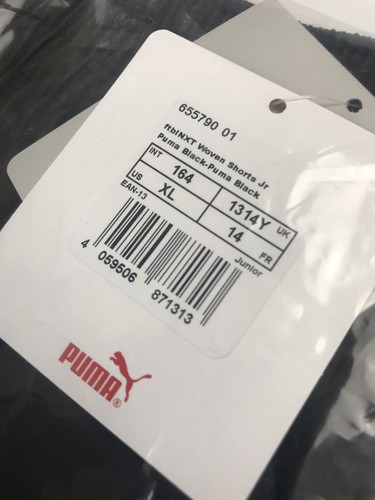 655790 01
ftblNXT Woven Shorts Jr
Puma Black-Puma Black
INT 164 1314Y UK
US XL 14 FR
EAN-13 Junior
4 059506 871313
PUMA